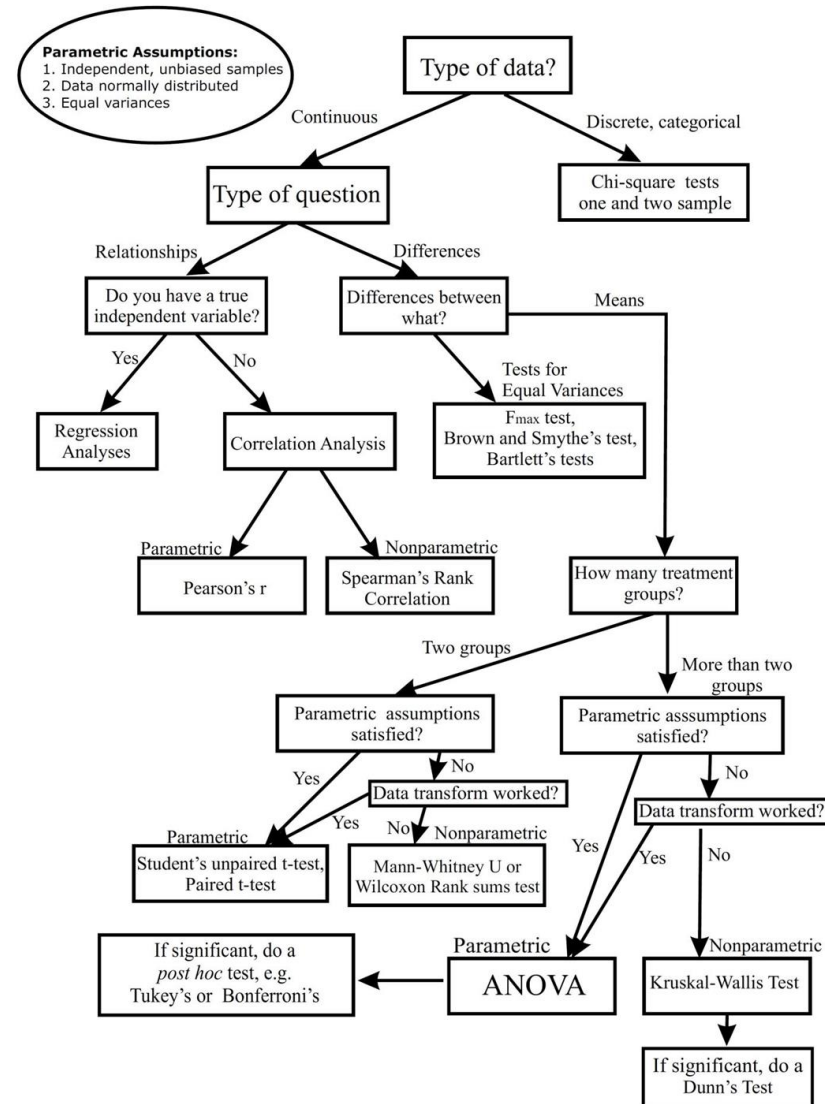 Parametric Assumptions:
1. Independent, unbiased samples
2. Data normally distributed
3. Equal variances
Type of data?
Continuous
Discrete, categorical
Type of question
Chi-square tests
one and two sample
Relationships
Differences
Do you have a true
independent variable?
Differences between
what?
Means
Yes
No
Tests for
Equal Variances
Regression
Analyses
Correlation Analysis
Fmax test,
Brown and Smythe's test,
Bartlett's tests
Parametric
Nonparametric
Pearson's r
Spearman's Rank
Correlation
How many treatment
groups?
Two groups
More than two
groups
Parametric assumptions
satisfied?
Parametric asssumptions
satisfied?
Yes
No
No
Data transform worked?
Data transform worked?
Parametric
Yes
No
Nonparametric
Yes
Yes
No
Student's unpaired t-test,
Paired t-test
Mann-Whitney U or
Wilcoxon Rank sums test
Parametric
Nonparametric
If significant, do a
post hoc test, e.g.
Tukey's or Bonferroni's
ANOVA
Kruskal-Wallis Test
If significant, do a
Dunn's Test